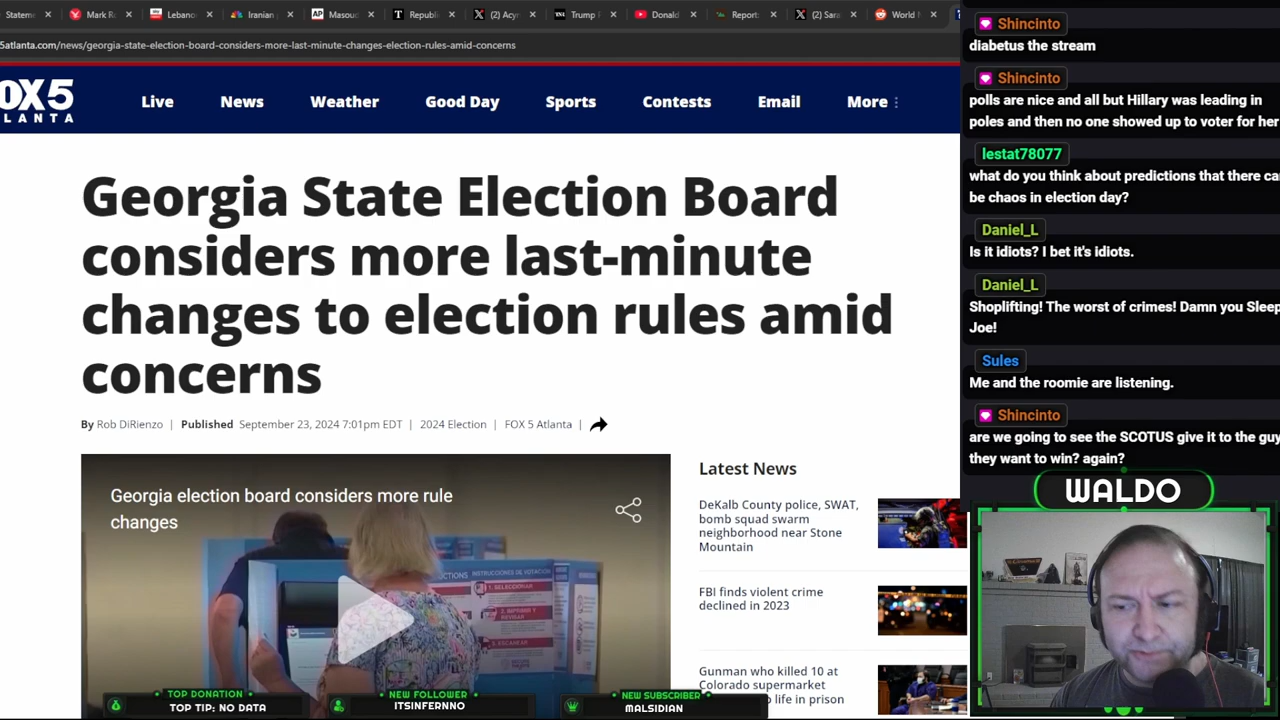 Stateme
Mark R
Lebano
Iranian p
Masoud
Republi
(2) Acyn
Trump F
Donald
Report:
(2) Sara
World N
5atlanta.com/news/georgia-state-election-board-considers-more-last-minute-changes-election-rules-amid-concerns
OX 5
LANTA
Live
News
Weather
Good Day
Sports
Contests
Email
More
Georgia State Election Board
considers more last-minute
changes to election rules amid
concerns
By Rob DiRienzo | Published September 23, 2024 7:01pm EDT | 2024 Election | FOX 5 Atlanta |
Georgia election board considers more rule
changes
INSTRUCCIONES DE VOTACIÓN
Latest News
DeKalb County police, SWAT,
bomb squad swarm
neighborhood near Stone
Mountain
FBI finds violent crime
declined in 2023
Gunman who killed 10 at
Colorado supermarket
o life in prison
TOP DONATION
TOP TIP: NO DATA
NEW FOLLOWER
ITSINFERNNO
NEW SUBSCRIBER
MALSIDIAN
Shincinto
diabetus the stream
Shincinto
polls are nice and all but Hillary was leading in
poles and then no one showed up to voter for her
lestat78077
what do you think about predictions that there ca
be chaos in election day?
Daniel_L
Is it idiots? I bet it's idiots.
Daniel_L
Shoplifting! The worst of crimes! Damn you Sleep
Joe!
Sules
Me and the roomie are listening.
Shincinto
are we going to see the SCOTUS give it to the guy
they want to win? again?
WALDO